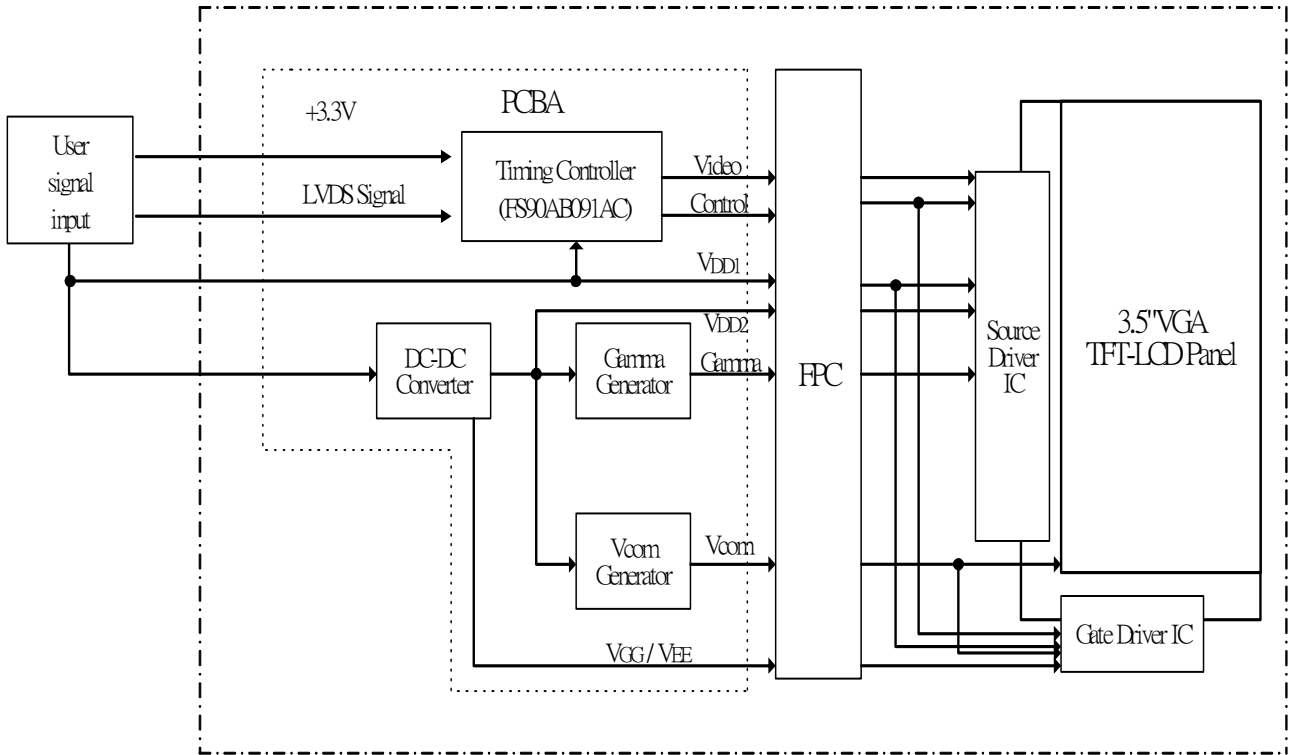 PCBA
+3.3V
User
signal
input
LVDS Signal
Timing Controller
(FS90AB091AC)
Video
Control
VDD1
VDD2
DC-DC
Converter
Gamma
Generator
Gamma
FPC
Source
Driver
IC
3.5"VGA
TFT-LCD Panel
Vcom
Generator
Vcom
VGG / VEE
Gate Driver IC